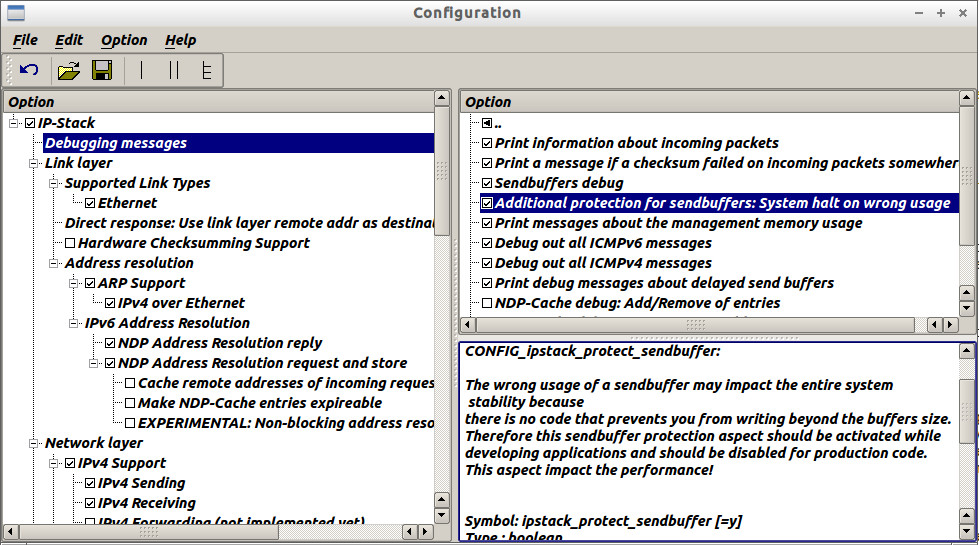 Configuration
File Edit Option Help
Option
IP-Stack
Debugging messages
Link layer
Supported Link Types
Ethernet
Direct response: Use link layer remote addr as destina
Hardware Checksumming Support
Address resolution
ARP Support
IPv4 over Ethernet
IPv6 Address Resolution
NDP Address Resolution reply
NDP Address Resolution request and store
Cache remote addresses of incoming reques
Make NDP-Cache entries expireable
EXPERIMENTAL: Non-blocking address reso
Network layer
IPv4 Support
IPv4 Sending
IPv4 Receiving
IPv4 Forwarding (not implemented yet)
Option
..
Print Information about incoming packets
Print a message if a checksum failed on incoming packets somewher
Sendbuffers debug
Additional protection for sendbuffers: System halt on wrong usage
Print messages about the management memory usage
Debug out all ICMPv6 messages
Debug out all ICMPv4 messages
Print debug messages about delayed send buffers
NDP-Cache debug: Add/Remove of entries
CONFIG_ipstack_protect_sendbuffer:
The wrong usage of a sendbuffer may impact the entire system
stability because
there is no code that prevents you from writing beyond the buffers size.
Therefore this sendbuffer protection aspect should be activated while
developing applications and should be disabled for production code.
This aspect impact the performance!
Symbol: ipstack_protect_sendbuffer [=y]
Type : boolean